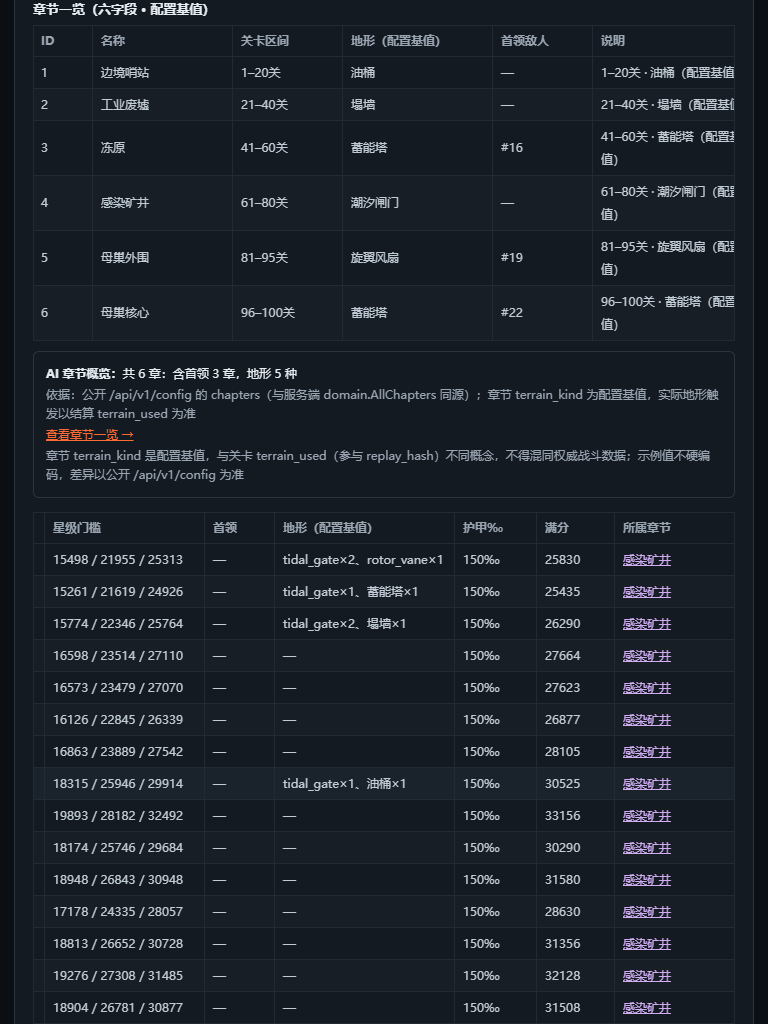 章节一览（六字段 • 配置基值）
ID 名称 关卡区间 地形（配置基值） 首领敌人 说明
1 边境哨站 1–20关 油桶 — 1–20关 · 油桶（配置基值
2 工业废墟 21–40关 塌墙 — 21–40关 · 塌墙（配置基
3 冻原 41–60关 蓄能塔 #16 41–60关 · 蓄能塔（配置基
值）
4 感染矿井 61–80关 潮汐闸门 — 61–80关 · 潮汐闸门（配置
值）
5 母巢外围 81–95关 旋翼风扇 #19 81–95关 · 旋翼风扇（配置
值）
6 母巢核心 96–100关 蓄能塔 #22 96–100关 · 蓄能塔（配置
值）
AI 章节概览：共 6 章：含首领 3 章，地形 5 种
依据：公开 /api/v1/config 的 chapters（与服务端 domain.AllChapters 同源）；章节 terrain_kind 为配置基值，实际地形触
发以结算 terrain_used 为准
查看章节一览 →
章节 terrain_kind 是配置基值，与关卡 terrain_used（参与 replay_hash）不同概念，不得混同权威战斗数据；示例值不硬编
码，差异以公开 /api/v1/config 为准
星级门槛 首领 地形（配置基值） 护甲‰ 满分 所属章节
15498 / 21955 / 25313 — tidal_gate×2、rotor_vane×1 150‰ 25830 感染矿井
15261 / 21619 / 24926 — tidal_gate×1、蓄能塔×1 150‰ 25435 感染矿井
15774 / 22346 / 25764 — tidal_gate×2、塌墙×1 150‰ 26290 感染矿井
16598 / 23514 / 27110 — — 150‰ 27664 感染矿井
16573 / 23479 / 27070 — — 150‰ 27623 感染矿井
16126 / 22845 / 26339 — — 150‰ 26877 感染矿井
16863 / 23889 / 27542 — — 150‰ 28105 感染矿井
18315 / 25946 / 29914 — tidal_gate×1、油桶×1 150‰ 30525 感染矿井
19893 / 28182 / 32492 — — 150‰ 33156 感染矿井
18174 / 25746 / 29684 — — 150‰ 30290 感染矿井
18948 / 26843 / 30948 — — 150‰ 31580 感染矿井
17178 / 24335 / 28057 — — 150‰ 28630 感染矿井
18813 / 26652 / 30728 — — 150‰ 31356 感染矿井
19276 / 27308 / 31485 — — 150‰ 32128 感染矿井
18904 / 26781 / 30877 — — 150‰ 31508 感染矿井